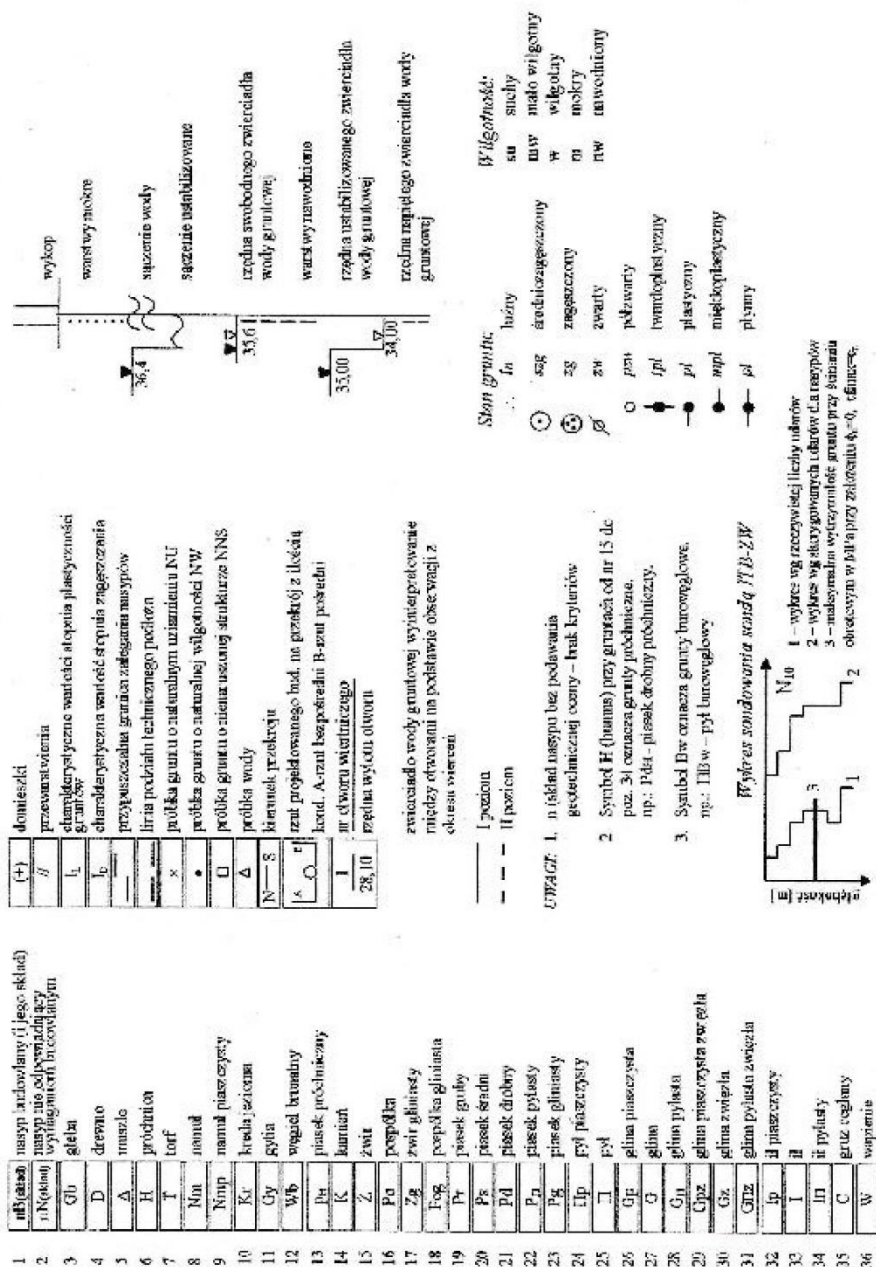 1 nB(skład) nasyp budowlany (i jego skład)
2 nN(skład) nasyp nie odpowiadający wymaganiom budowlanym
3 Gb gleba
4 D drewno
5 Δ muszle
6 H próchnica
7 T torf
8 Nm namuł
9 Nmp namuł piaszczysty
10 Kr kreda jeziorna
11 Gy gytia
12 Wb węgiel brunatny
13 PH piasek próchniczny
14 K kamień
15 Ż żwir
16 Po pospółka
17 Żg żwir gliniasty
18 Pog pospółka gliniasta
19 Pr piasek gruby
20 Ps piasek średni
21 Pd piasek drobny
22 Pπ piasek pylasty
23 Pg piasek gliniasty
24 Πp pył piaszczysty
25 Π pył
26 Gp glina piaszczysta
27 G glina
28 Gπ glina pylasta
29 Gpz glina piaszczysta zwięzła
30 Gz glina zwięzła
31 Gπz glina pylasta zwięzła
32 Ip ił piaszczysty
33 I ił
34 Iπ ił pylasty
35 C gruz ceglany
36 W wapienie
(+) domieszki
// przewarstwienia
IL charakterystyczne wartości stopnia plastyczności gruntów
ID charakterystyczna wartość stopnia zagęszczenia
przypuszczalna granica zalegania nasypów
linia podziału technicznego podłoża
× próbka gruntu o naturalnym uziarnieniu NU
• próbka gruntu o naturalnej wilgotności NW
□ próbka gruntu o nienaruszonej strukturze NNS
Δ próbka wody
N — S kierunek przekroju
A B rzut projektowanego bud. na przekrój z ilością
kond. A-rzut bezpośredni B-rzut pośredni
1 nr otworu wiertniczego
28,10 rzędna wylotu otworu
zwierciadło wody gruntowej wyinterpretowane
między otworami na podstawie obserwacji z
okresu wierceń
I poziom
II poziom
UWAGI: 1. n (skład nasypu bez podawania
geotechnicznej oceny – brak kryteriów
2 Symbol H (humus) przy gruntach od nr 15 do
poz. 34 oznacza grunty próchniczne.
np.: PdH - piasek drobny próchniczny.
3. Symbol Bw oznacza grunty burowęglowe.
np.: ΠBw – pył burowęglowy
Wykres sondowania sondą ITB-ZW
głębokość [m]
N10
3
1
2
1 – wykres wg rzeczywistej liczby udarów
2 – wykres wg skorygowanych udarów dla nasypów
3 – maksymalna wytrzymałość gruntu przy ścinaniu
obrotowym w MPa przy założeniu
wykop
warstwy mokre
36,4
sączenie wody
sączenie ustabilizowane
35,6
rzędna swobodnego zwierciadła
wody gruntowej
warstwy nawodnione
35,00
rzędna ustabilizowanego zwierciadła
wody gruntowej
34,00
rzędna napiętego zwierciadła wody
gruntowej
Stan gruntu:
ln luźny
szg średniozagęszczony
zg zagęszczony
zw zwarty
pzw półzwarty
tpl twardoplastyczny
pl plastyczny
mpl miękkoplastyczny
pł płynny
Wilgotność:
su suchy
mw mało wilgotny
w wilgotny
m mokry
nw nawodniony